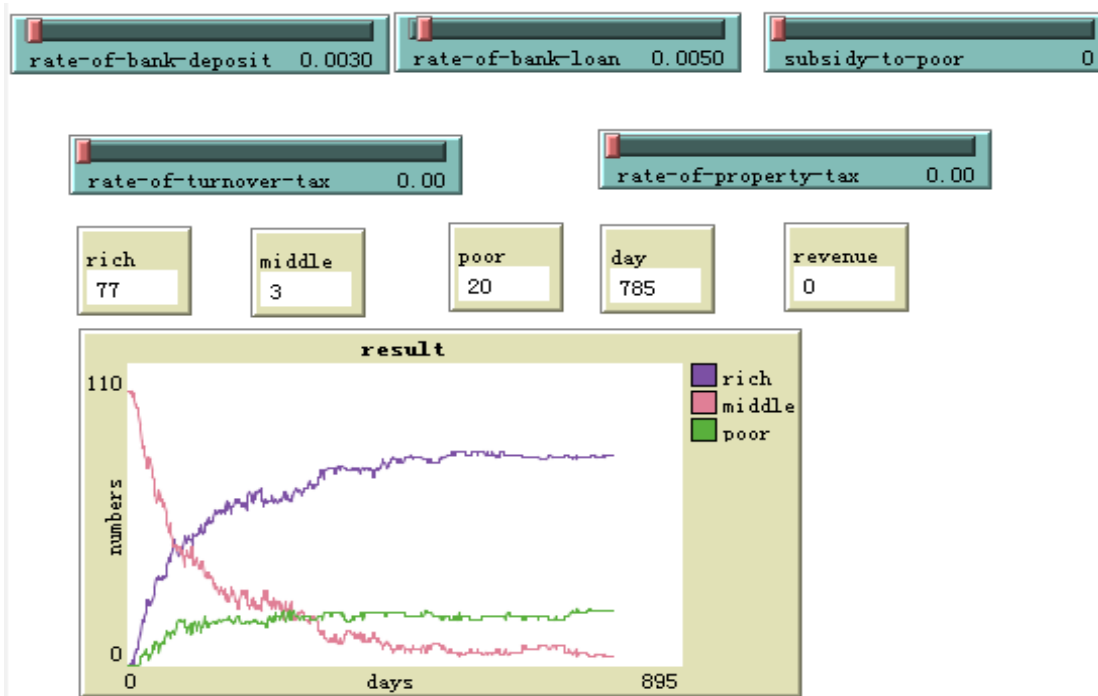 rate-of-bank-deposit 0.0030
rate-of-bank-loan 0.0050
subsidy-to-poor 0
rate-of-turnover-tax 0.00
rate-of-property-tax 0.00
rich
77
middle
3
poor
20
day
785
revenue
0
result
110
numbers
0
0
days
895
rich
middle
poor